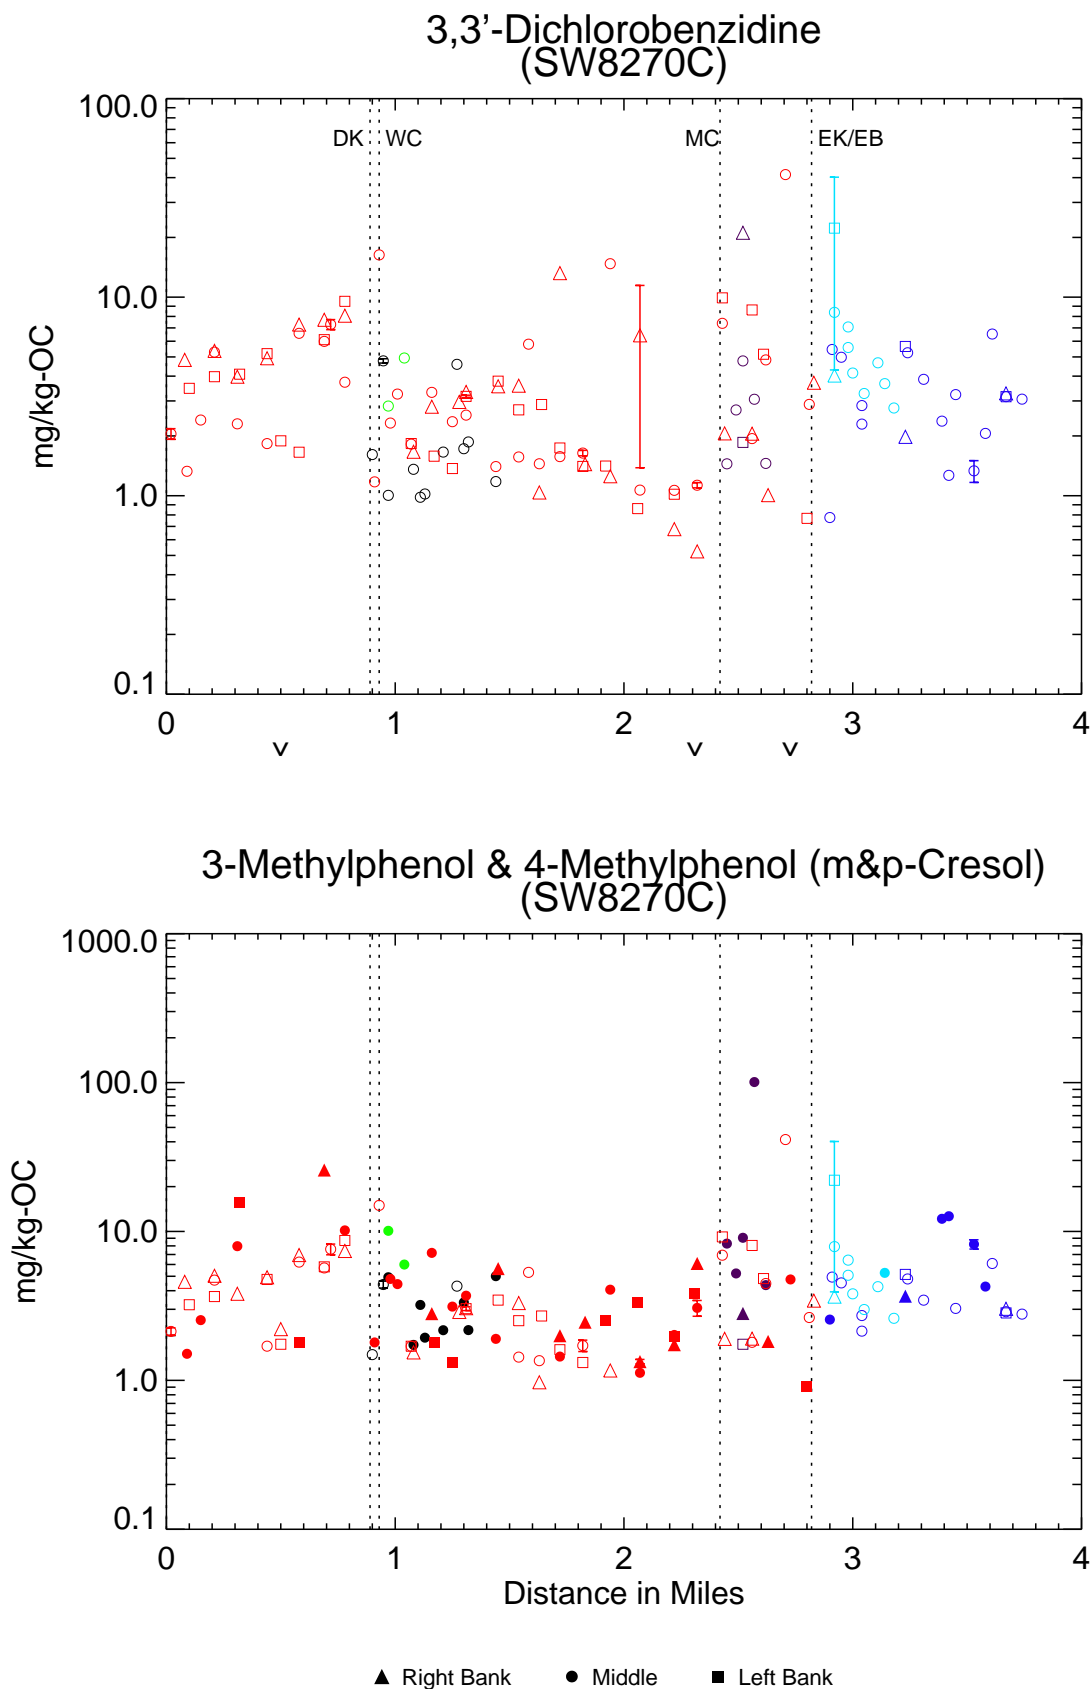 3,3'-Dichlorobenzidine
(SW8270C)
100.0
DK WC MC EK/EB
10.0
mg/kg-OC
1.0
0.1
0 1 2 3 4
v v v
3-Methylphenol & 4-Methylphenol (m&p-Cresol)
(SW8270C)
1000.0
100.0
mg/kg-OC
10.0
1.0
0.1
0 1 2 3 4
Distance in Miles
Right Bank Middle Left Bank